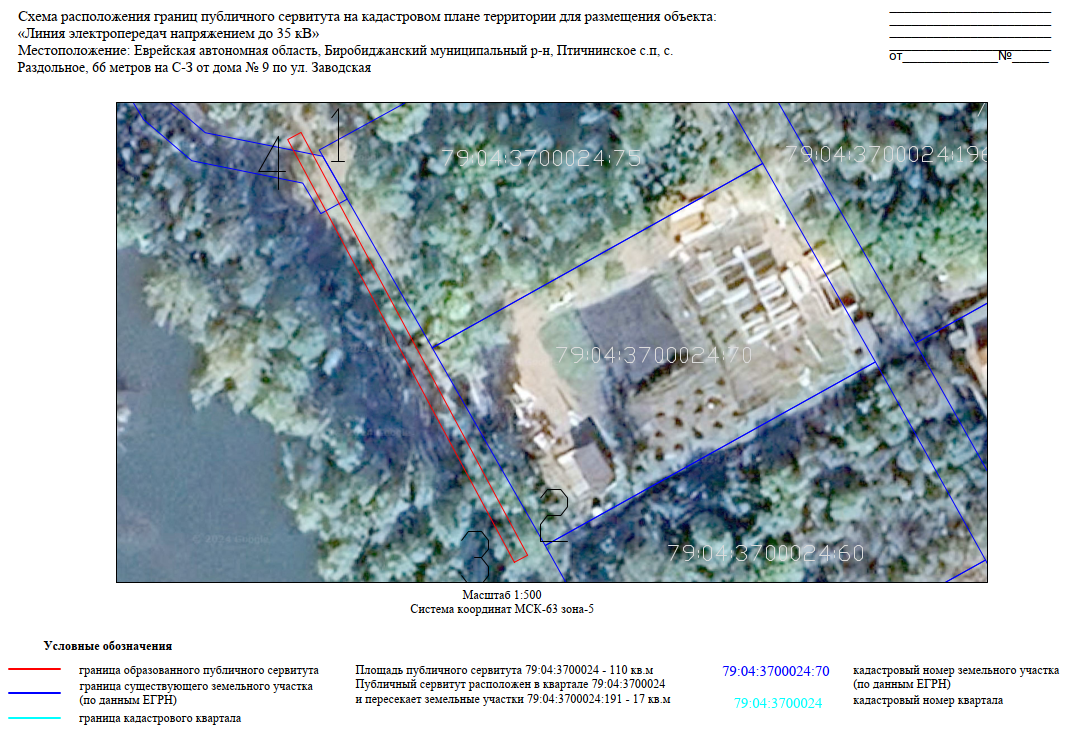 Схема расположения границ публичного сервитута на кадастровом плане территории для размещения объекта:
«Линия электропередач напряжением до 35 кВ»
Местоположение: Еврейская автономная область, Биробиджанский муниципальный р-н, Птичнинское с.п, с.
Раздольное, 66 метров на С-З от дома № 9 по ул. Заводская
от №
1
4
79:04:3700024:75
79:04:3700024:196
79:04:3700024:70
2
3
79:04:3700024:60
© 2024 Google
Масштаб 1:500
Система координат МСК-63 зона-5
Условные обозначения
граница образованного публичного сервитута
граница существующего земельного участка
(по данным ЕГРН)
граница кадастрового квартала
Площадь публичного сервитута 79:04:3700024 - 110 кв.м
Публичный сервитут расположен в квартале 79:04:3700024
и пересекает земельные участки 79:04:3700024:191 - 17 кв.м
79:04:3700024:70
кадастровый номер земельного участка
(по данным ЕГРН)
79:04:3700024
кадастровый номер квартала